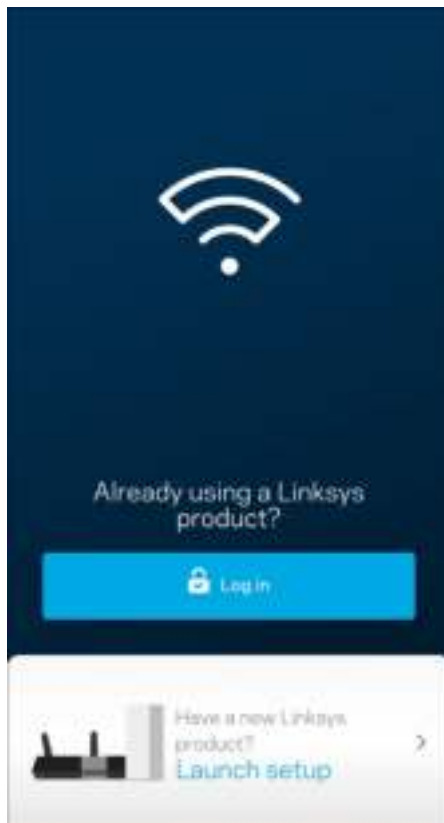 Already using a Linksys
product?
Log in
Have a new Linksys
product?
Launch setup